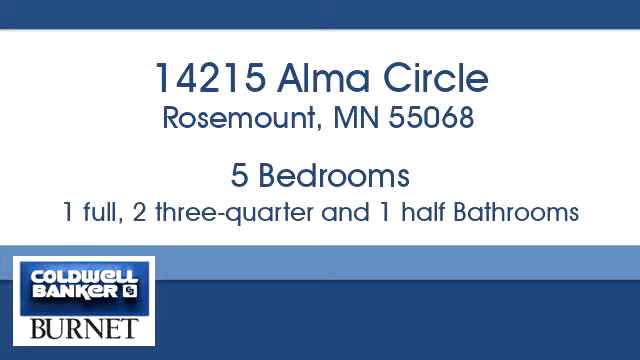 14215 Alma Circle
Rosemount, MN 55068
5 Bedrooms
1 full, 2 three-quarter and 1 half Bathrooms
COLDWELL
BANKER CB
BURNET